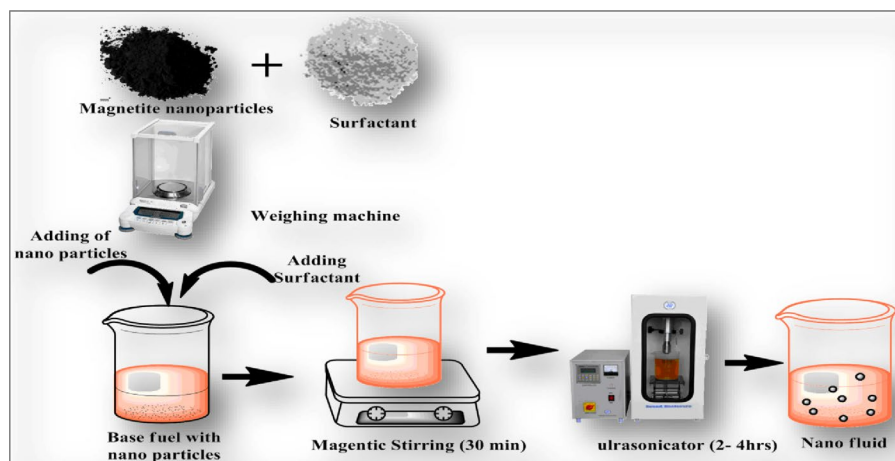 Magnetite nanoparticles
Surfactant
Weighing machine
Adding of
nano particles
Adding
Surfactant
Base fuel with
nano particles
Magentic Stirring (30 min)
ulrasonicator (2- 4hrs)
Nano fluid